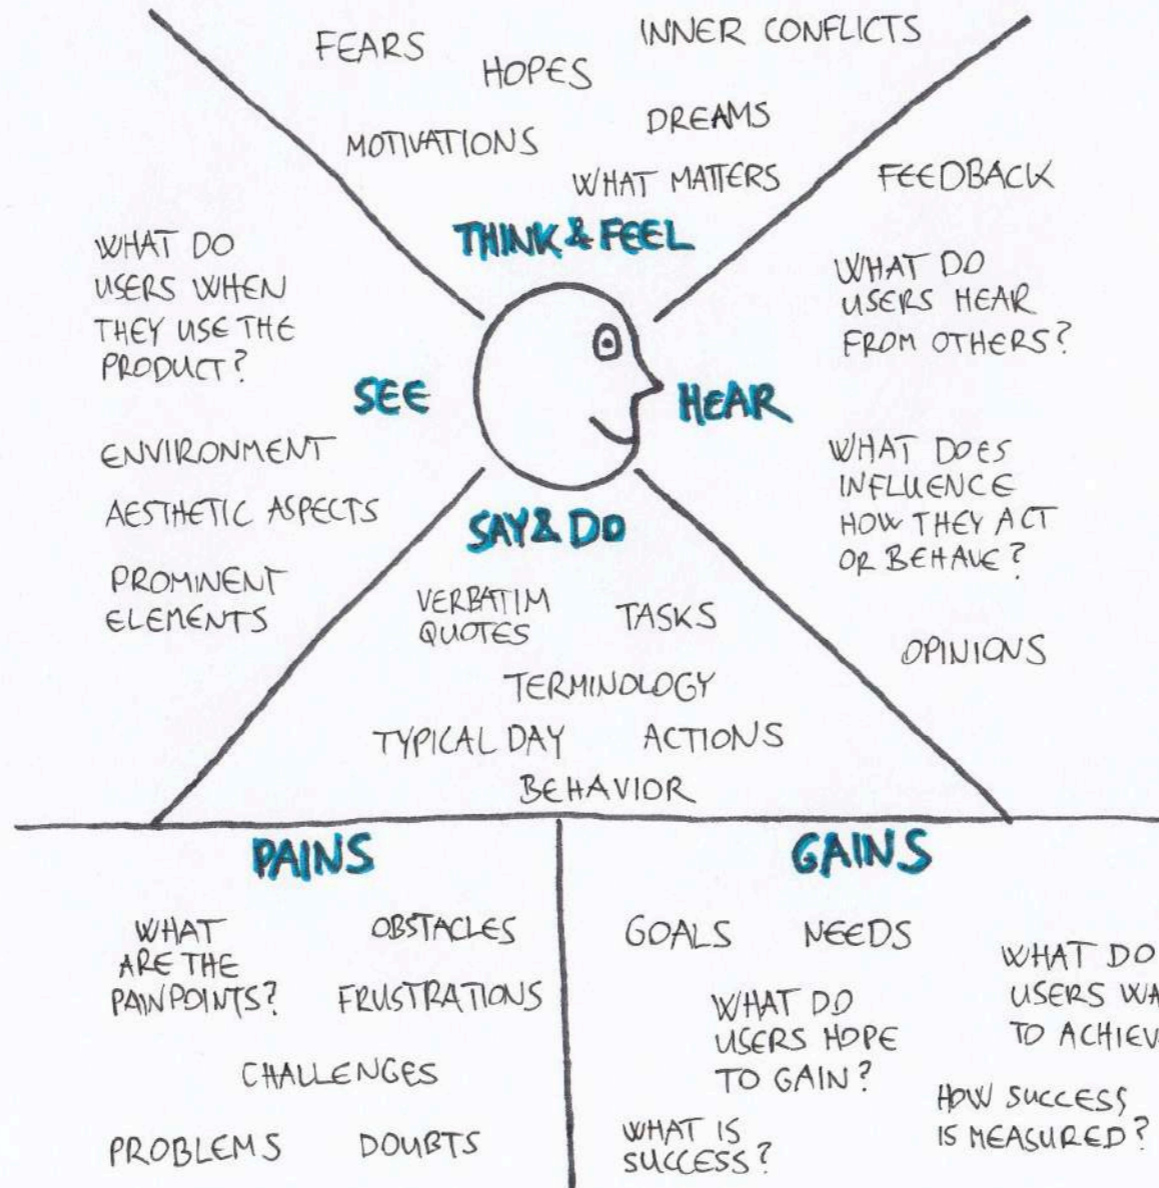 FEARS
HOPES
INNER CONFLICTS
MOTIVATIONS
DREAMS
WHAT MATTERS
THINK & FEEL
WHAT DO
USERS WHEN
THEY USE THE
PRODUCT?
SEE
ENVIRONMENT
AESTHETIC ASPECTS
PROMINENT
ELEMENTS
FEEDBACK
WHAT DO
USERS HEAR
FROM OTHERS?
HEAR
WHAT DOES
INFLUENCE
HOW THEY ACT
OR BEHAVE?
OPINIONS
SAY & DO
VERBATIM
QUOTES
TASKS
TERMINOLOGY
TYPICAL DAY
ACTIONS
BEHAVIOR
PAINS
WHAT
ARE THE
PAINPOINTS?
OBSTACLES
FRUSTRATIONS
CHALLENGES
PROBLEMS
DOUBTS
GAINS
GOALS
NEEDS
WHAT DO
USERS HOPE
TO GAIN?
WHAT DO
USERS WA
TO ACHIEV
WHAT IS
SUCCESS?
HOW SUCCESS
IS MEASURED?